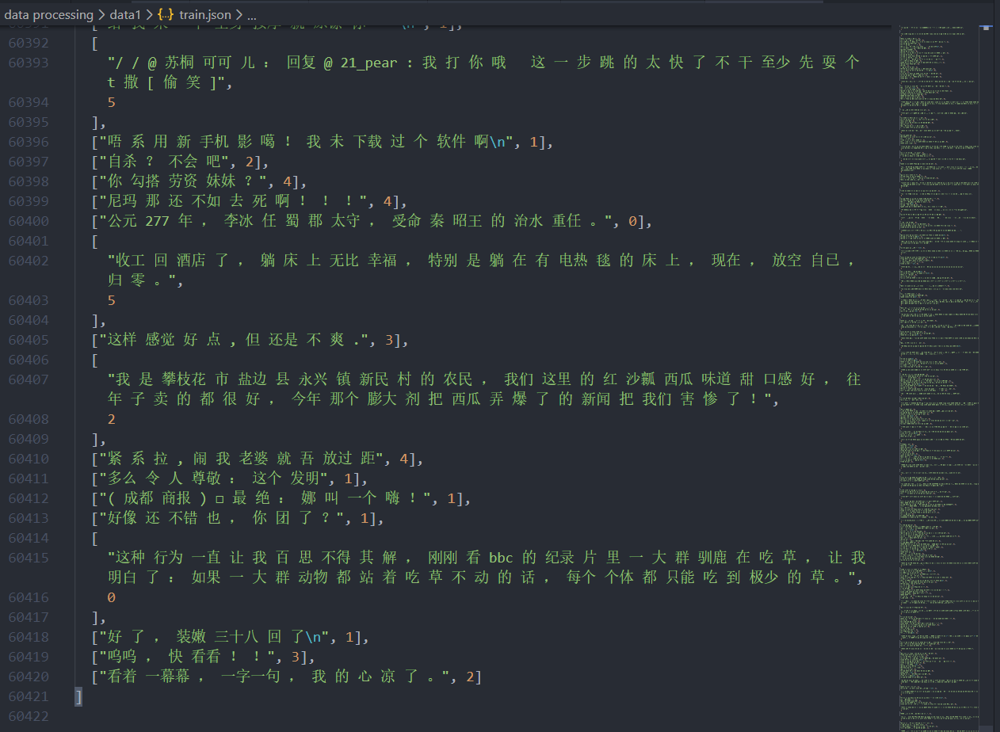 data processing > data1 > {..} train.json > ...
60392 [
60393 "/ / @ 苏桐 可可 儿 : 回复 @ 21_pear : 我 打 你 哦 这 一 步 跳 的 太 快 了 不 干 至少 先 耍 个
t 撒 [ 偷 笑 ]",
60394 5
60395 ],
60396 ["唔 系 用 新 手机 影 噶 ! 我 未 下载 过 个 软件 啊\n", 1],
60397 ["自杀 ? 不会 吧", 2],
60398 ["你 勾搭 劳资 妹妹 ?", 4],
60399 ["尼玛 那 还 不如 去 死 啊 ! ! !", 4],
60400 ["公元 277 年 , 李冰 任 蜀 郡 太守 , 受命 秦 昭王 的 治水 重任 。", 0],
60401 [
60402 "收工 回 酒店 了 , 躺 床 上 无比 幸福 , 特别 是 躺 在 有 电热 毯 的 床 上 , 现在 , 放空 自己 ,
归 零 。",
60403 5
60404 ],
60405 ["这样 感觉 好 点 , 但 还是 不 爽 .", 3],
60406 [
60407 "我 是 攀枝花 市 盐边 县 永兴 镇 新民 村 的 农民 , 我们 这里 的 红 沙瓤 西瓜 味道 甜 口感 好 , 往
年 子 卖 的 都 很 好 , 今年 那个 膨大 剂 把 西瓜 弄 爆 了 的 新闻 把 我们 害 惨 了 !",
60408 2
60409 ],
60410 ["紧 系 拉 , 闹 我 老婆 就 吾 放过 距", 4],
60411 ["多么 令 人 尊敬 : 这个 发明", 1],
60412 ["( 成都 商报 ) □ 最 绝 : 娜 叫 一个 嗨 !", 1],
60413 ["好像 还 不错 也 , 你 团 了 ?", 1],
60414 [
60415 "这种 行为 一直 让 我 百 思 不得 其 解 , 刚刚 看 bbc 的 纪录 片 里 一 大 群 驯鹿 在 吃 草 , 让 我
明白 了 : 如果 一 大 群 动物 都 站 着 吃 草 不 动 的 话 , 每个 个体 都 只能 吃 到 极少 的 草 。",
60416 0
60417 ],
60418 ["好 了 , 装嫩 三十八 回 了\n", 1],
60419 ["呜呜 , 快 看看 ! !", 3],
60420 ["看着 一幕幕 , 一字一句 , 我 的 心 凉 了 。", 2]
60421 ]
60422